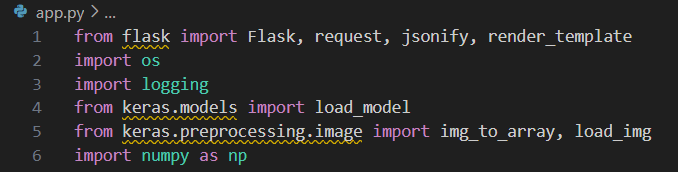 app.py > ...
1 from flask import Flask, request, jsonify, render_template
2 import os
3 import logging
4 from keras.models import load_model
5 from keras.preprocessing.image import img_to_array, load_img
6 import numpy as np